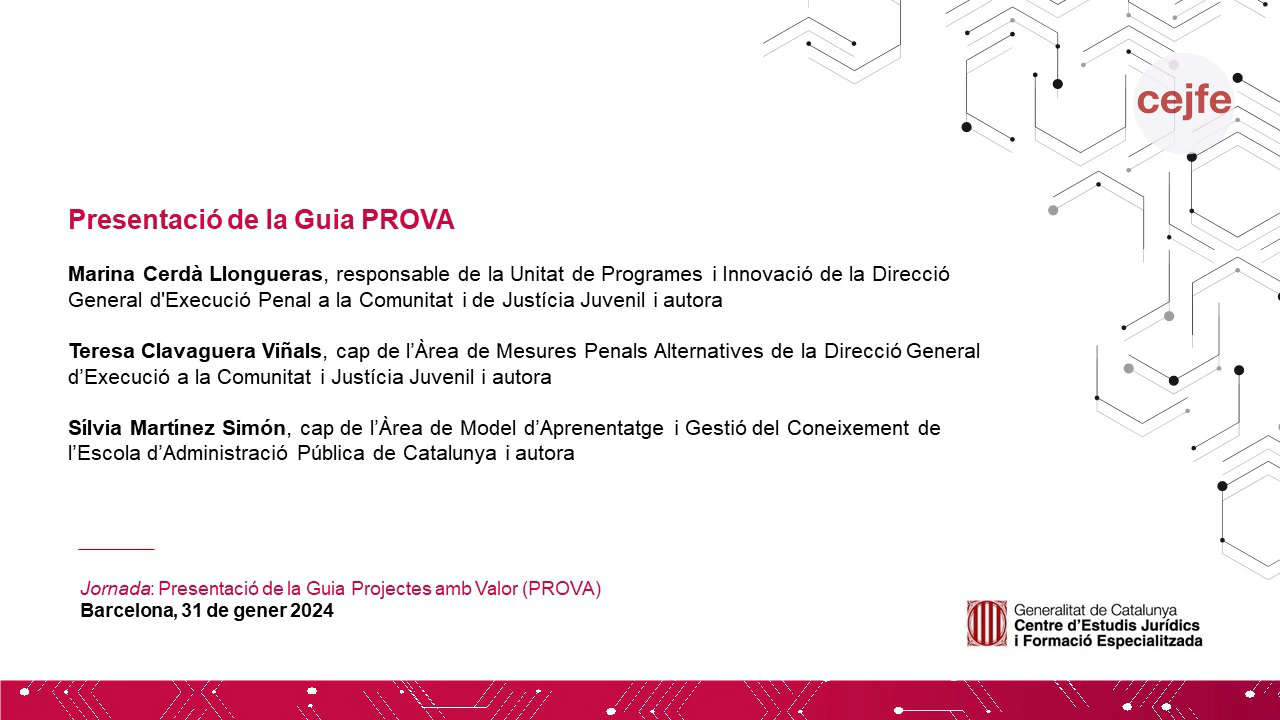 cejfe
Presentació de la Guia PROVA
Marina Cerdà Llongueras, responsable de la Unitat de Programes i Innovació de la Direcció
General d'Execució Penal a la Comunitat i de Justícia Juvenil i autora
Teresa Clavaguera Viñals, cap de l’Àrea de Mesures Penals Alternatives de la Direcció General
d’Execució a la Comunitat i Justícia Juvenil i autora
Sílvia Martínez Simón, cap de l’Àrea de Model d’Aprenentatge i Gestió del Coneixement de
l’Escola d’Administració Pública de Catalunya i autora
Jornada: Presentació de la Guia Projectes amb Valor (PROVA)
Barcelona, 31 de gener 2024
Generalitat de Catalunya
Centre d’Estudis Jurídics
i Formació Especialitzada